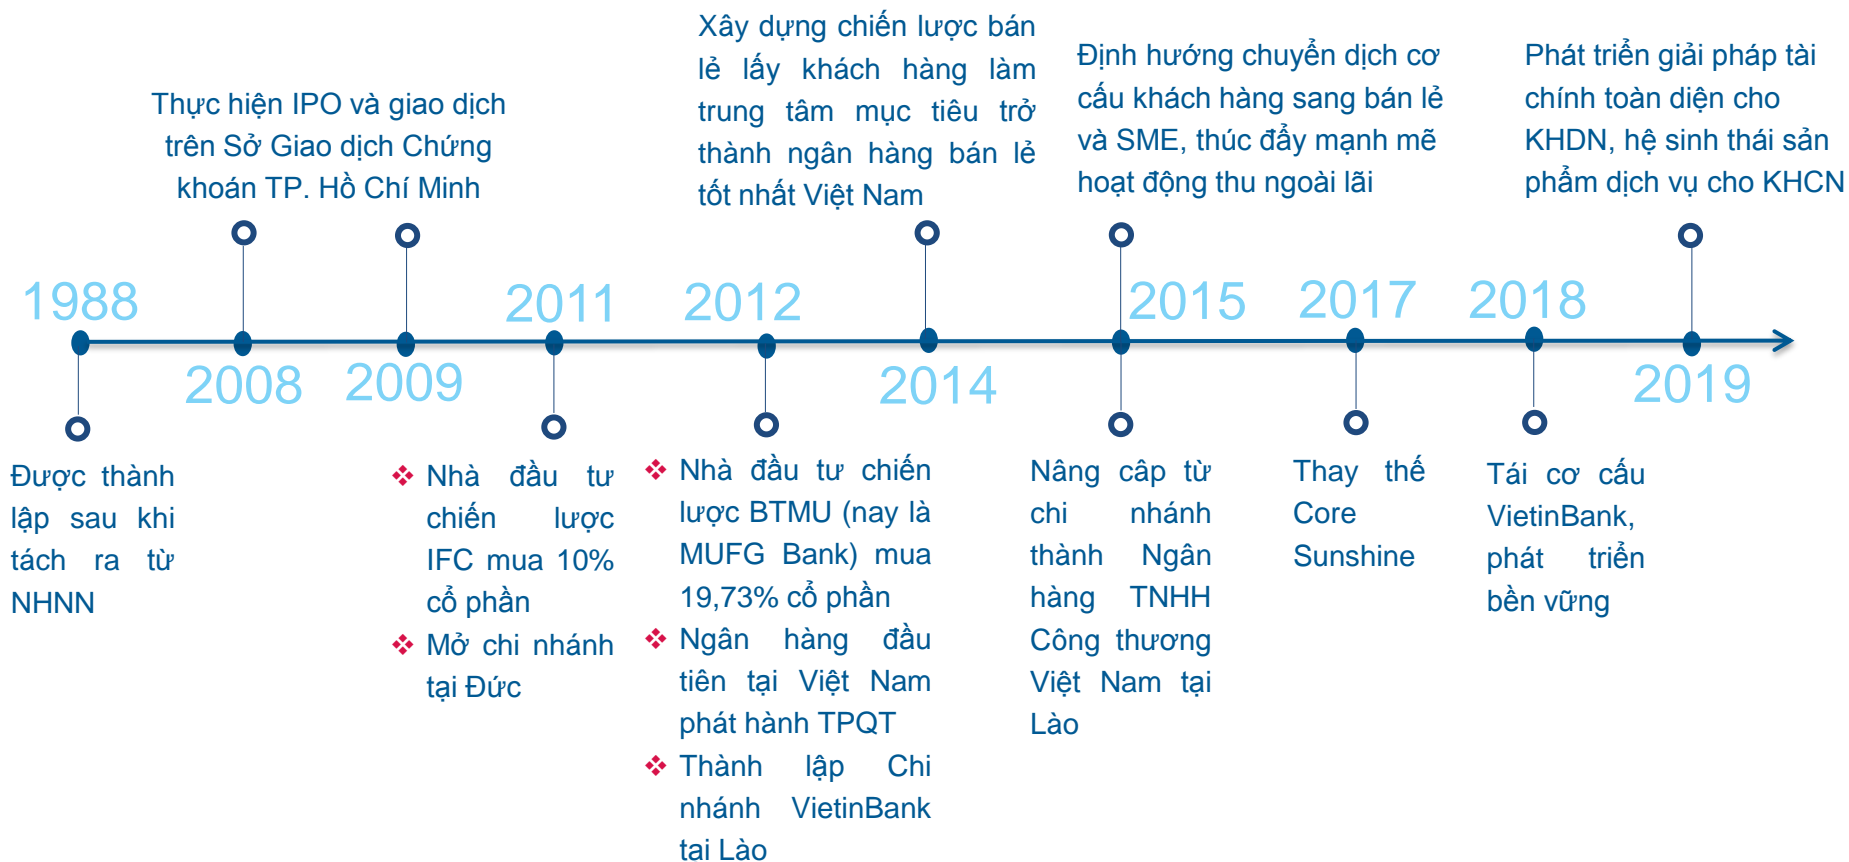 Thực hiện IPO và giao dịch
trên Sở Giao dịch Chứng
khoán TP. Hồ Chí Minh
Xây dựng chiến lược bán
lẻ lấy khách hàng làm
trung tâm mục tiêu trở
thành ngân hàng bán lẻ
tốt nhất Việt Nam
Định hướng chuyển dịch cơ
cấu khách hàng sang bán lẻ
và SME, thúc đẩy mạnh mẽ
hoạt động thu ngoài lãi
Phát triển giải pháp tài
chính toàn diện cho
KHDN, hệ sinh thái sản
phẩm dịch vụ cho KHCN
1988
2008
2009
2011
2012
2014
2015
2017
2018
2019
Được thành
lập sau khi
tách ra từ
NHNN
❖ Nhà đầu tư
chiến lược
IFC mua 10%
cổ phần
❖ Mở chi nhánh
tại Đức
❖ Nhà đầu tư chiến
lược BTMU (nay là
MUFG Bank) mua
19,73% cổ phần
❖ Ngân hàng đầu
tiên tại Việt Nam
phát hành TPQT
❖ Thành lập Chi
nhánh VietinBank
tai Lào
Nâng câp từ
chi nhánh
thành Ngân
hàng TNHH
Công thương
Việt Nam tại
Lào
Thay thế
Core
Sunshine
Tái cơ cấu
VietinBank,
phát triển
bền vững